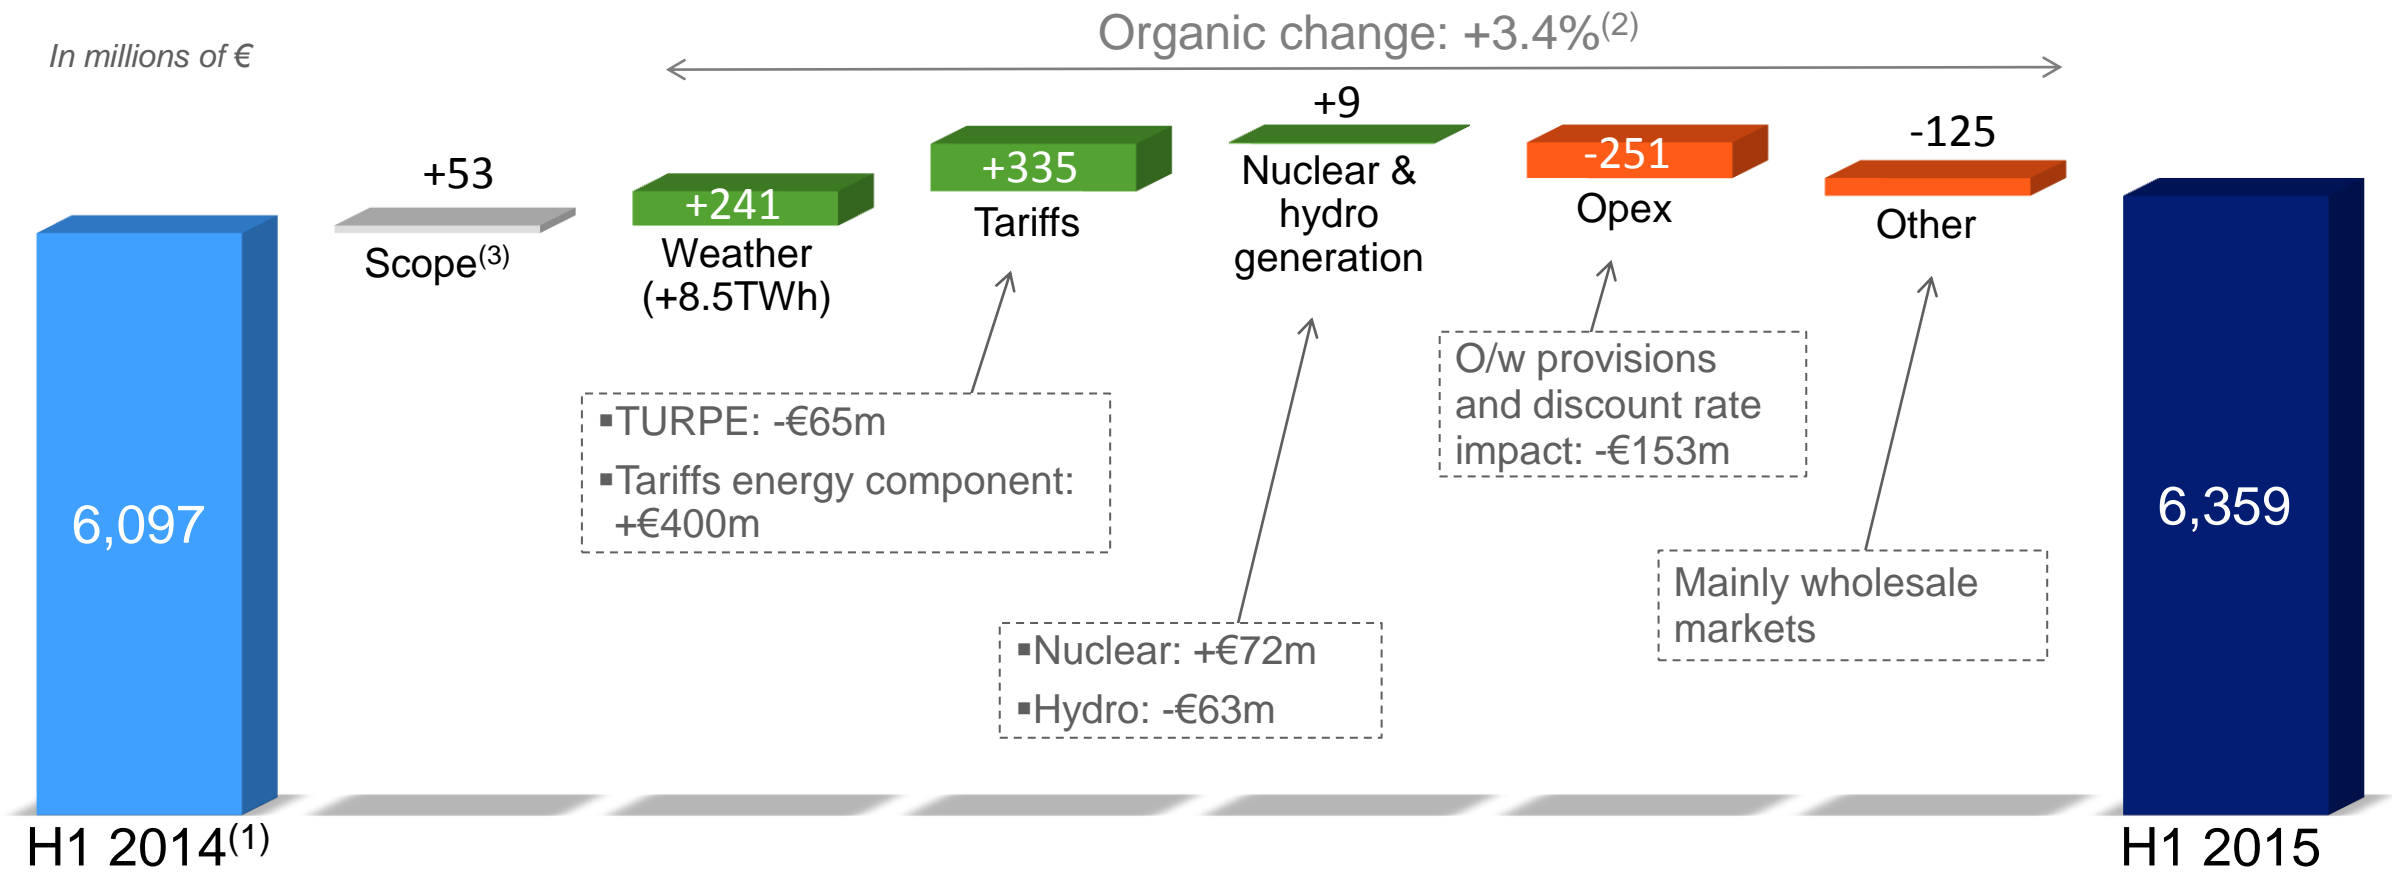 In millions of €
Organic change: +3.4%(2)
6,097
H1 2014(1)
+53
Scope(3)
+241
Weather
(+8.5TWh)
+335
Tariffs
▪TURPE: -€65m
▪Tariffs energy component:
+€400m
+9
Nuclear &
hydro
generation
▪Nuclear: +€72m
▪Hydro: -€63m
-251
Opex
O/w provisions
and discount rate
impact: -€153m
-125
Other
Mainly wholesale
markets
6,359
H1 2015